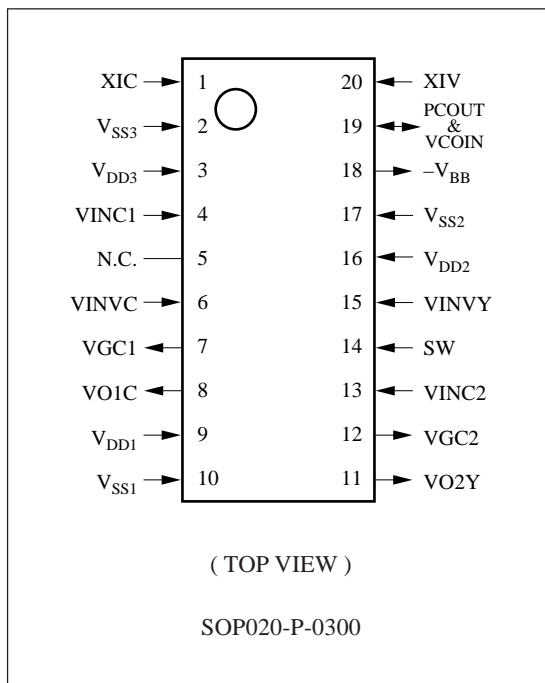 XIC 1 20 XIV
V_SS3 2 19 PCOUT & VCOIN
V_DD3 3 18 –V_BB
VINC1 4 17 V_SS2
N.C. 5 16 V_DD2
VINVC 6 15 VINVY
VGC1 7 14 SW
VO1C 8 13 VINC2
V_DD1 9 12 VGC2
V_SS1 10 11 VO2Y
( TOP VIEW )
SOP020-P-0300